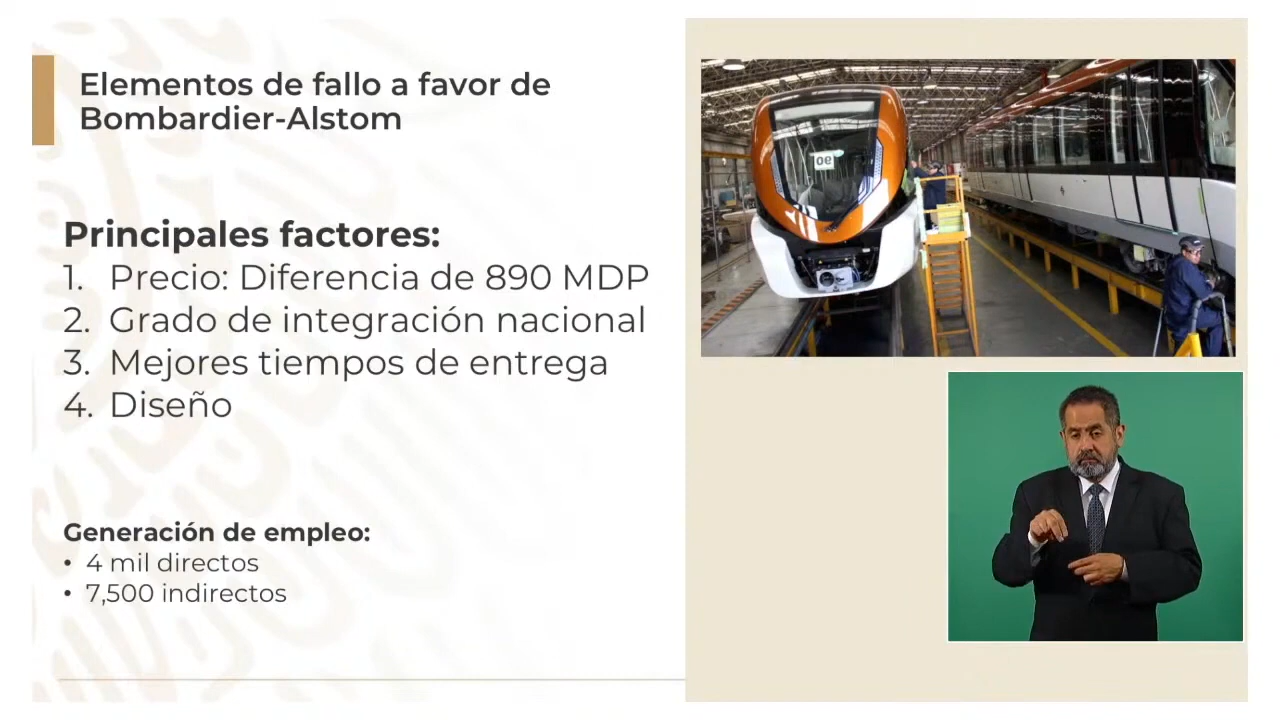 Elementos de fallo a favor de
Bombardier-Alstom
Principales factores:
1. Precio: Diferencia de 890 MDP
2. Grado de integración nacional
3. Mejores tiempos de entrega
4. Diseño
Generación de empleo:
• 4 mil directos
• 7,500 indirectos